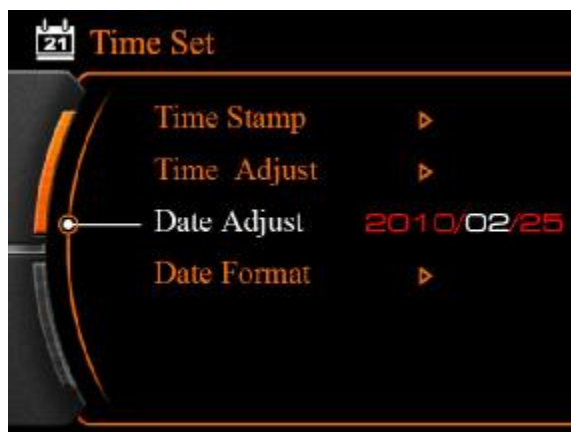 21 Time Set
Time Stamp
Time Adjust
Date Adjust 2010/02/25
Date Format